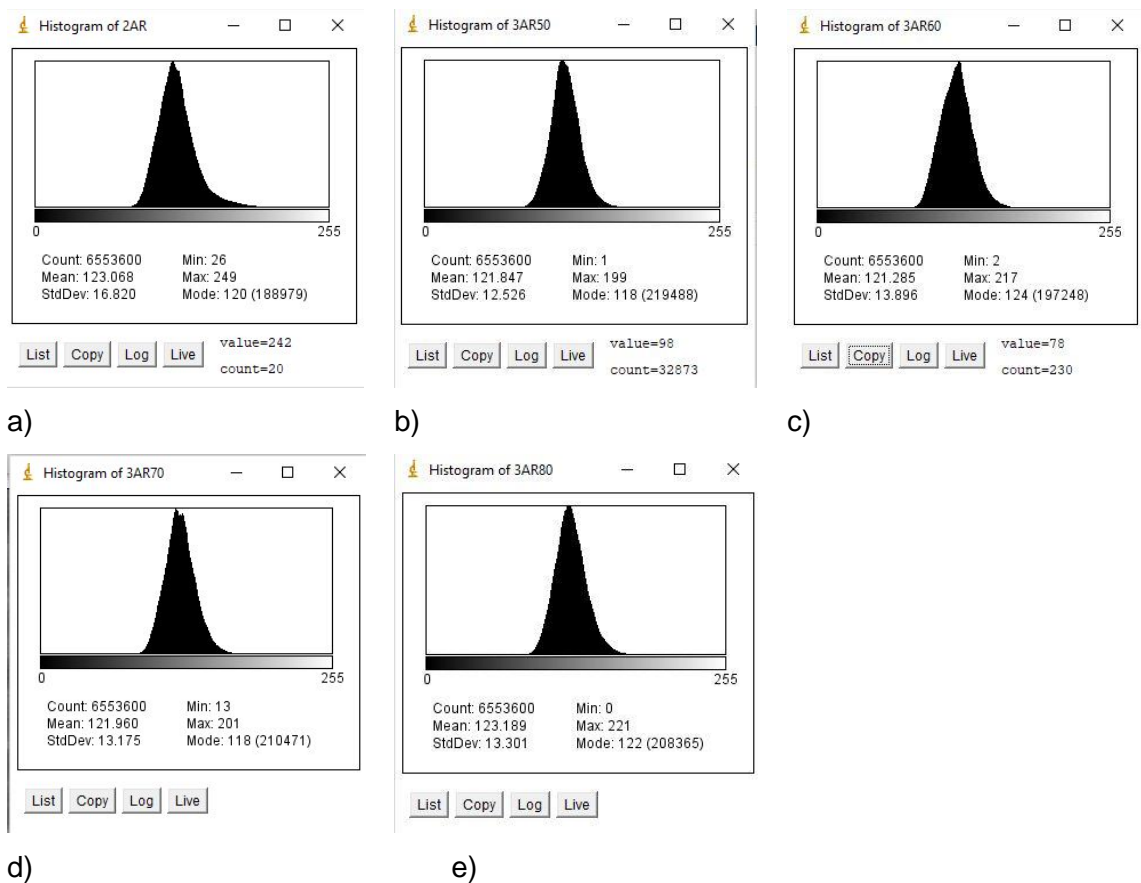 Histogram of 2AR
0 255
Count: 6553600 Min: 26
Mean: 123.068 Max: 249
StdDev: 16.820 Mode: 120 (188979)
List Copy Log Live value=242
count=20
a)
Histogram of 3AR50
0 255
Count: 6553600 Min: 1
Mean: 121.847 Max: 199
StdDev: 12.526 Mode: 118 (219488)
List Copy Log Live value=98
count=32873
b)
Histogram of 3AR60
0 255
Count: 6553600 Min: 2
Mean: 121.285 Max: 217
StdDev: 13.896 Mode: 124 (197248)
List Copy Log Live value=78
count=230
c)
Histogram of 3AR70
0 255
Count: 6553600 Min: 13
Mean: 121.960 Max: 201
StdDev: 13.175 Mode: 118 (210471)
List Copy Log Live
d)
Histogram of 3AR80
0 255
Count: 6553600 Min: 0
Mean: 123.189 Max: 221
StdDev: 13.301 Mode: 122 (208365)
List Copy Log Live
e)